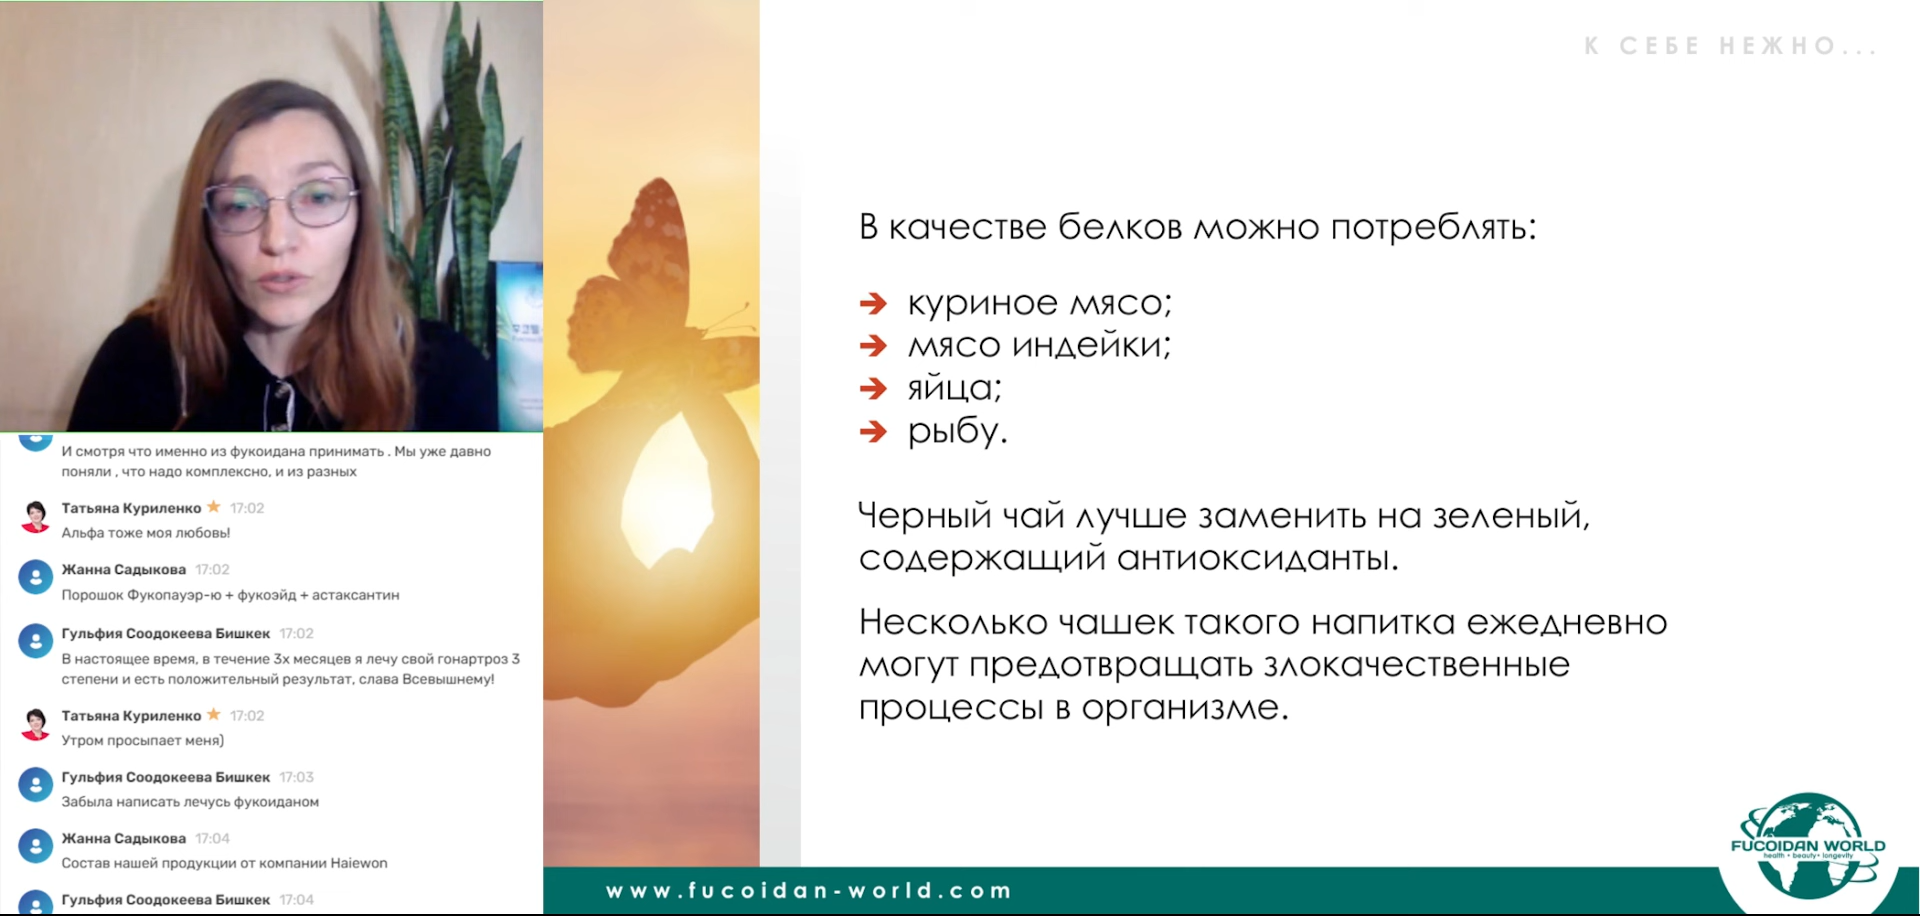 И смотря что именно из фукоидана принимать . Мы уже давно
поняли , что надо комплексно, и из разных
Татьяна Куриленко 17:02
Альфа тоже моя любовь!
Жанна Садыкова 17:02
Порошок Фукопауэр-ю + фукоэйд + астаксантин
Гульфия Соодокеева Бишкек 17:02
В настоящее время, в течение 3х месяцев я лечу свой гонартроз 3
степени и есть положительный результат, слава Всевышнему!
Татьяна Куриленко 17:02
Утром просыпает меня)
Гульфия Соодокеева Бишкек 17:03
Забыла написать лечусь фукоиданом
Жанна Садыкова 17:04
Состав нашей продукции от компании Haiewon
Гульфия Соодокеева Бишкек 17:04
К СЕБЕ НЕЖНО...
В качестве белков можно потреблять:
куриное мясо;
мясо индейки;
яйца;
рыбу.
Черный чай лучше заменить на зеленый,
содержащий антиоксиданты.
Несколько чашек такого напитка ежедневно
могут предотвращать злокачественные
процессы в организме.
www.fucoidan-world.com
FUCOIDAN WORLD
health • beauty • longevity